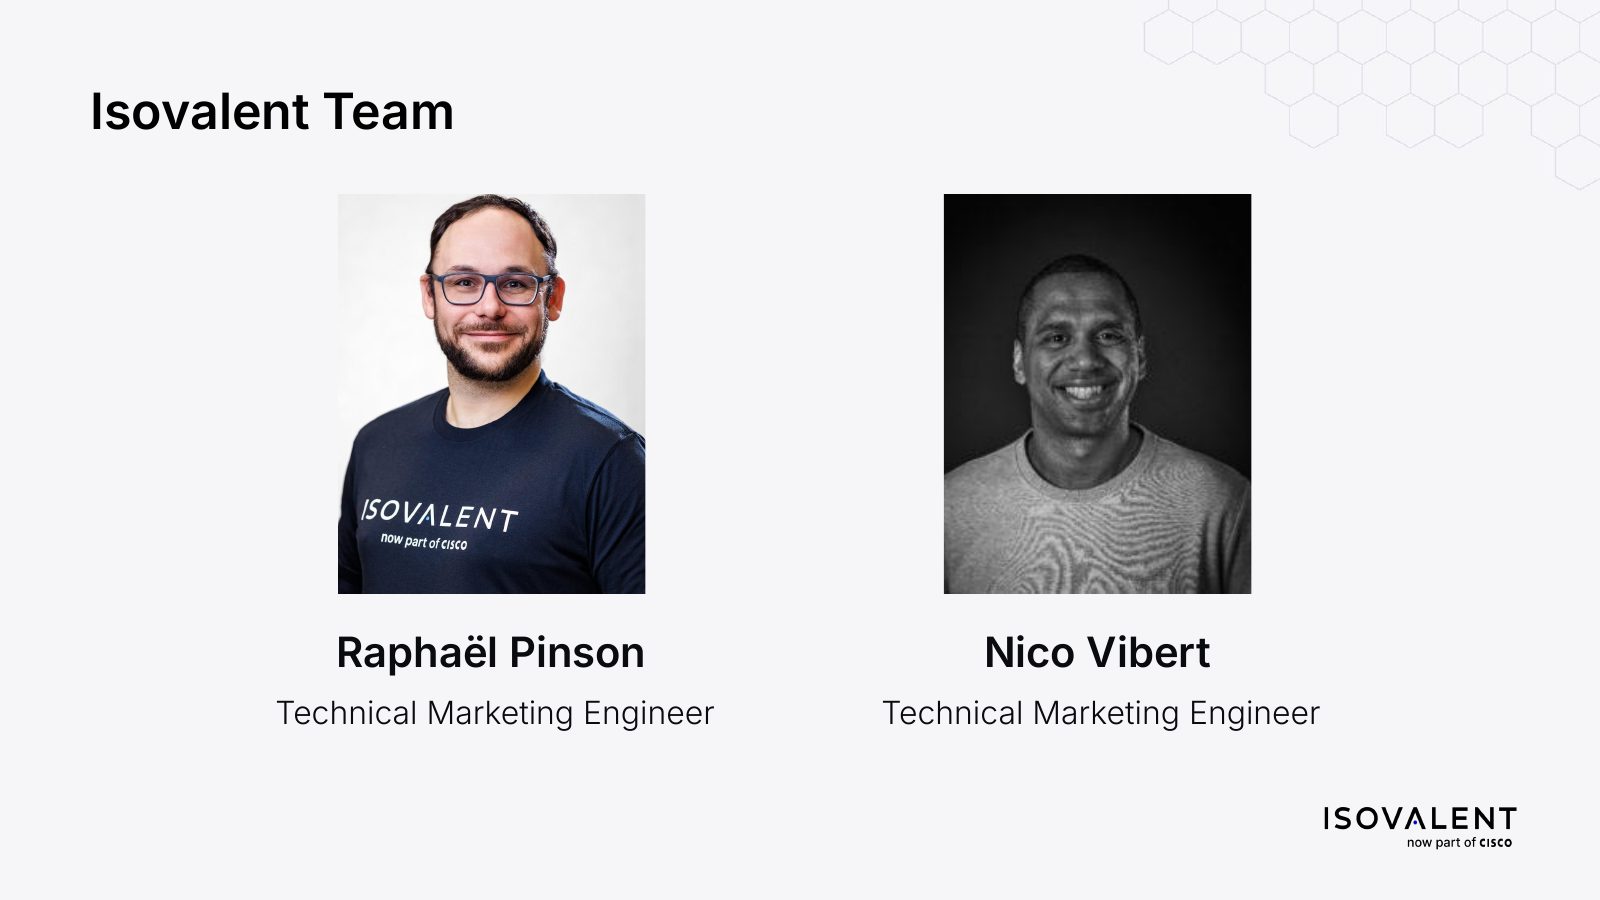 Isovalent Team
ISOVALENT
now part of CISCO
Raphaël Pinson
Technical Marketing Engineer
Nico Vibert
Technical Marketing Engineer
ISOVALENT
now part of CISCO